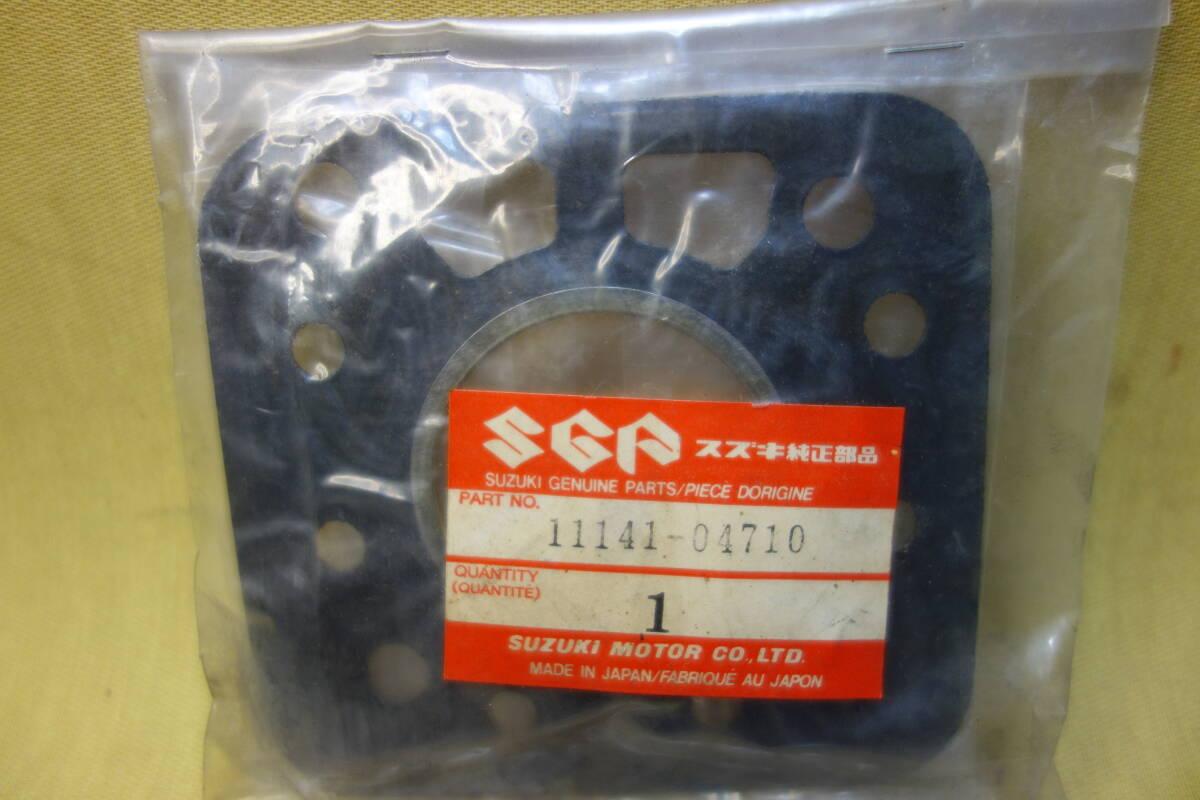 SGP スズキ純正部品
SUZUKI GENUINE PARTS/PIECE DORIGINE
PART NO.
11141-04710
QUANTITY
(QUANTITÉ)
1
SUZUKI MOTOR CO.,LTD.
MADE IN JAPAN/FABRIQUÉ AU JAPON